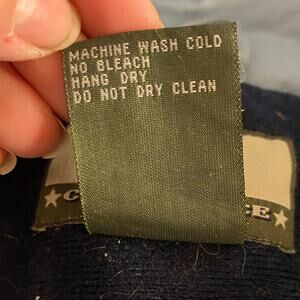 MACHINE WASH COLD
NO BLEACH
HANG DRY
DO NOT DRY CLEAN